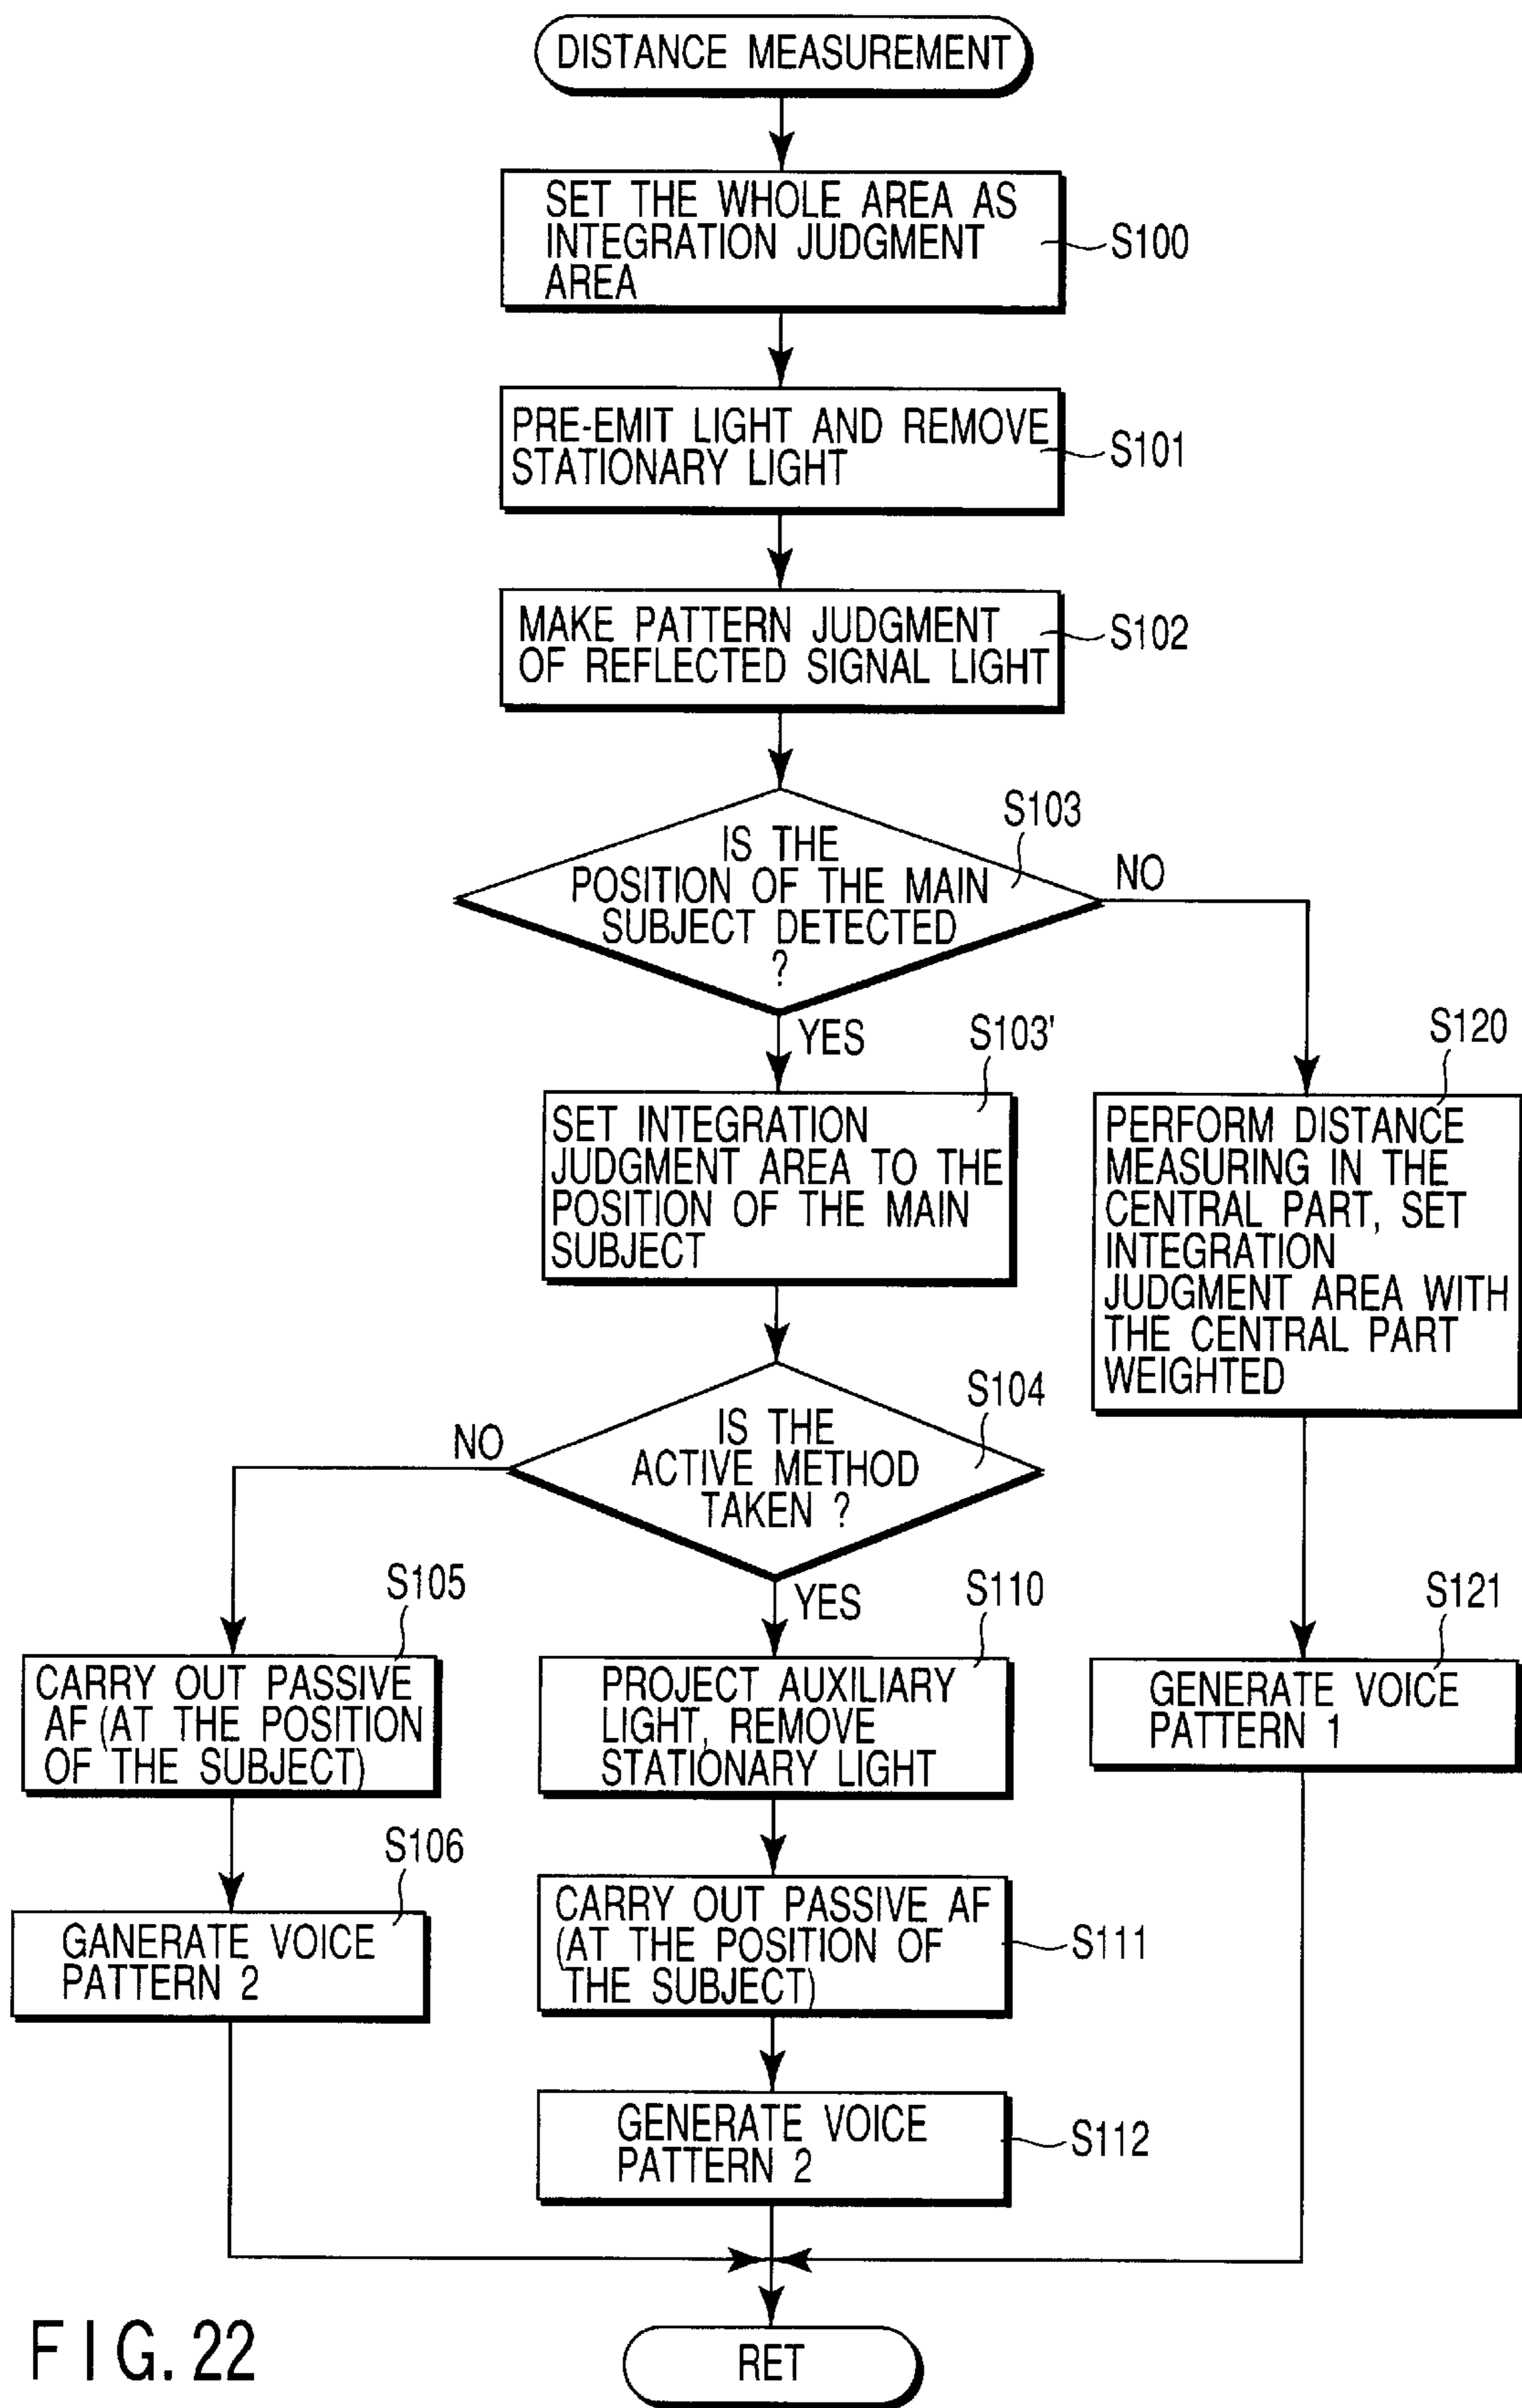 DISTANCE MEASUREMENT
SET THE WHOLE AREA AS
INTEGRATION JUDGMENT
AREA
S100
PRE-EMIT LIGHT AND REMOVE
STATIONARY LIGHT
S101
MAKE PATTERN JUDGMENT
OF REFLECTED SIGNAL LIGHT
S102
IS THE
POSITION OF THE MAIN
SUBJECT DETECTED
?
S103
NO
YES
S103'
SET INTEGRATION
JUDGMENT AREA TO THE
POSITION OF THE MAIN
SUBJECT
S120
PERFORM DISTANCE
MEASURING IN THE
CENTRAL PART, SET
INTEGRATION
JUDGMENT AREA WITH
THE CENTRAL PART
WEIGHTED
S104
IS THE
ACTIVE METHOD
TAKEN ?
NO
YES
S105
CARRY OUT PASSIVE
AF (AT THE POSITION
OF THE SUBJECT)
S110
PROJECT AUXILIARY
LIGHT, REMOVE
STATIONARY LIGHT
S121
GENERATE VOICE
PATTERN 1
S106
GANERATE VOICE
PATTERN 2
CARRY OUT PASSIVE AF
(AT THE POSITION OF
THE SUBJECT)
S111
GENERATE VOICE
PATTERN 2
S112
RET
FIG. 22